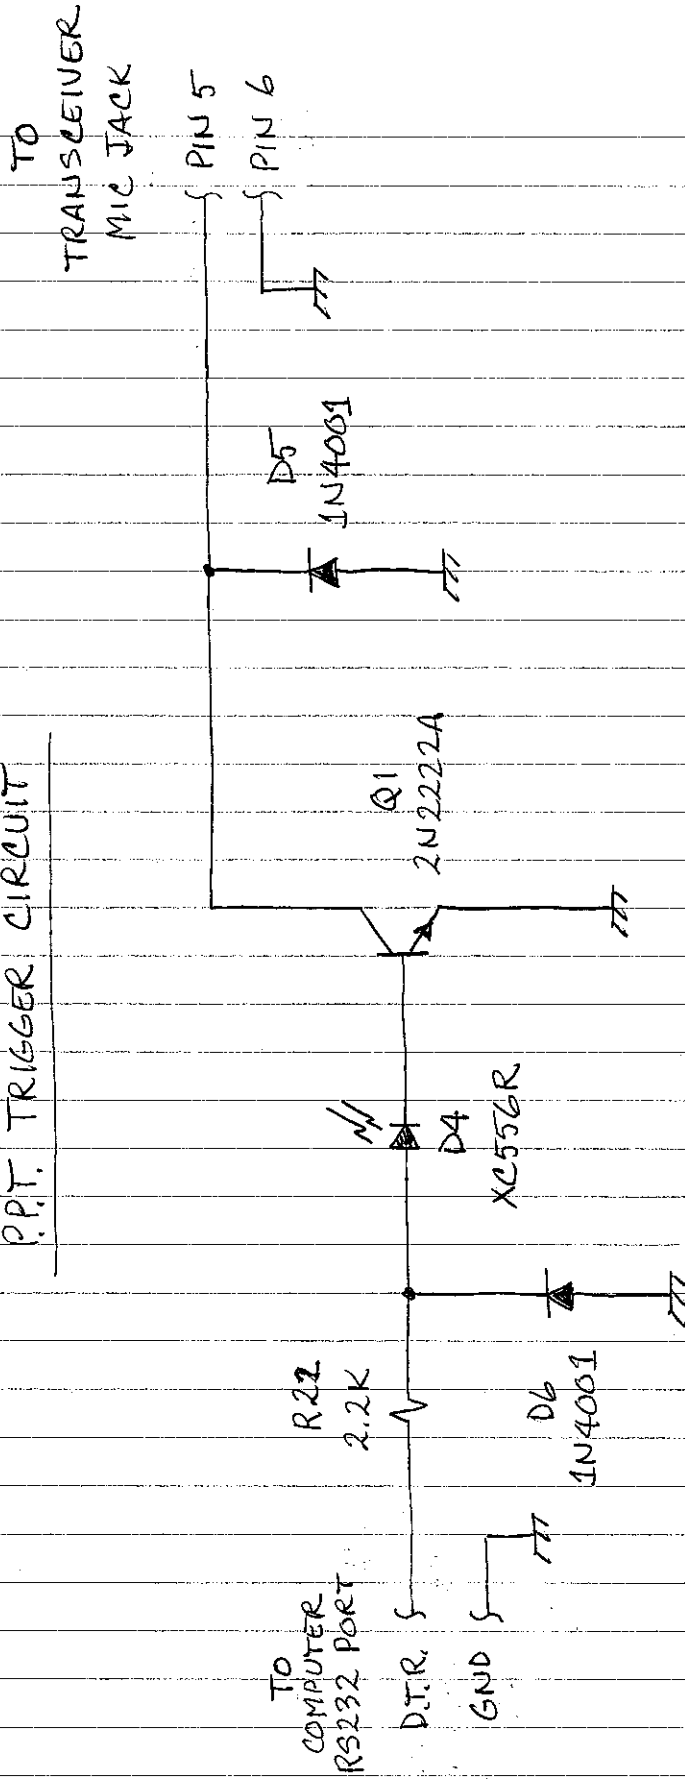 P.P.T. TRIGGER CIRCUIT
TO
COMPUTER
RS232 PORT
D.T.R.
GND
R22
2.2K
D6
1N4001
D4
XC556R
Q1
2N2222A
D5
1N4001
TO
TRANSCEIVER
MIC JACK
PIN 5
PIN 6